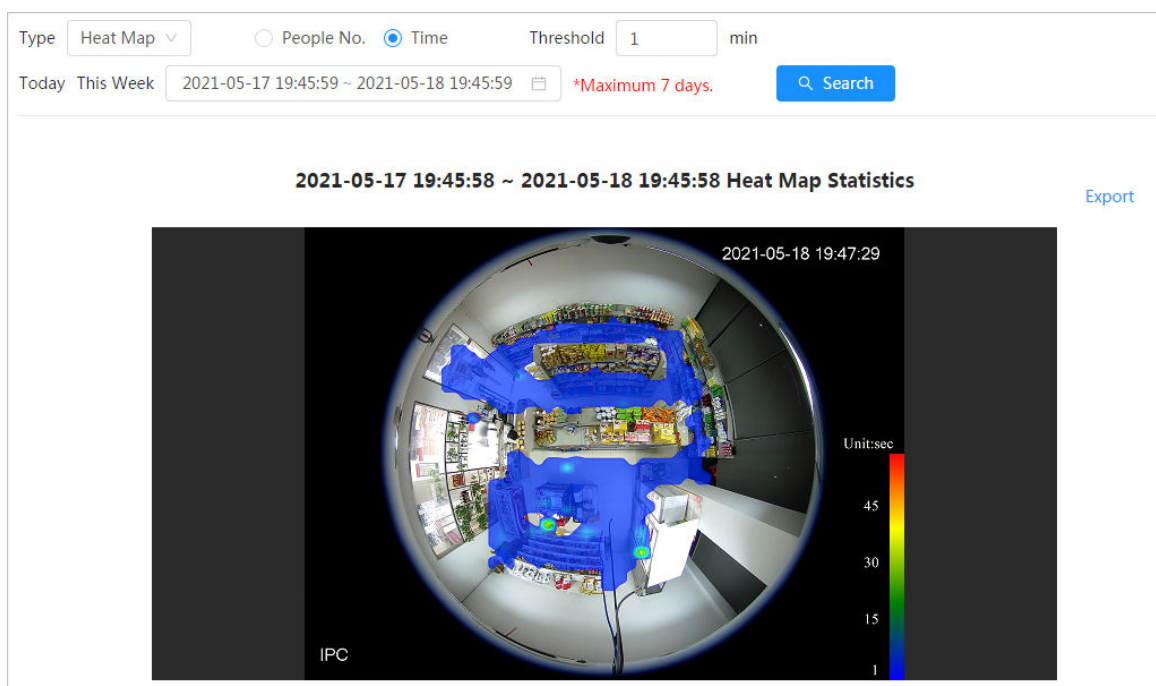 Type Heat Map People No. Time Threshold 1 min
Today This Week 2021-05-17 19:45:59 ~ 2021-05-18 19:45:59 *Maximum 7 days. Search
2021-05-17 19:45:58 ~ 2021-05-18 19:45:58 Heat Map Statistics
Export
2021-05-18 19:47:29
Unit:sec
45
30
15
IPC
1